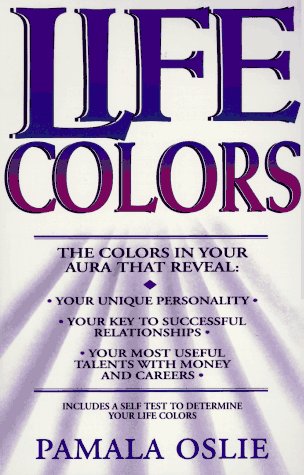 LIFE
COLORS
THE COLORS IN YOUR
AURA THAT REVEAL:
• YOUR UNIQUE PERSONALITY •
• YOUR KEY TO SUCCESSFUL
RELATIONSHIPS •
• YOUR MOST USEFUL
TALENTS WITH MONEY
AND CAREERS •
INCLUDES A SELF TEST TO DETERMINE
YOUR LIFE COLORS
PAMALA OSLIE